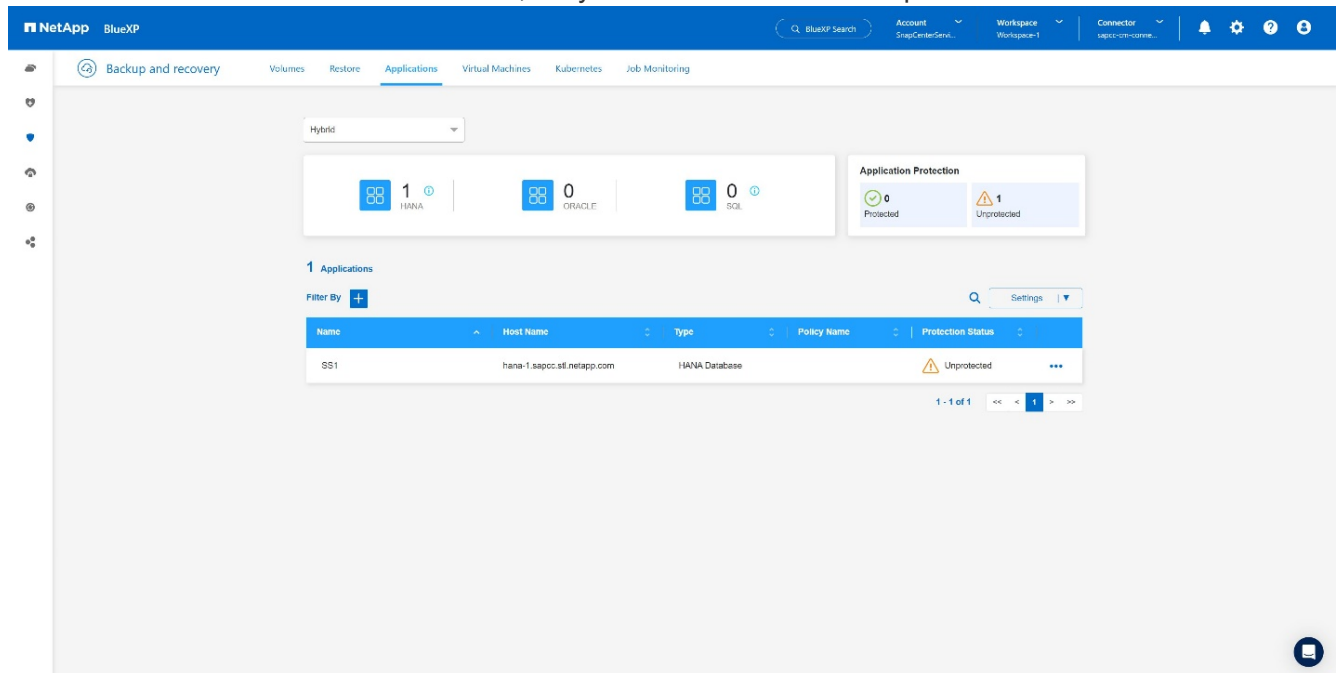 NetApp BlueXP BlueXP Search Account Workspace Connector
SnapCenterServi... Workspace-1 sapcc-cm-conne...
Backup and recovery Volumes Restore Applications Virtual Machines Kubernetes Job Monitoring
Hybrid
1 HANA
0 ORACLE
0 SQL
Application Protection
0 Protected
1 Unprotected
1 Applications
Filter By + Settings
Name Host Name Type Policy Name Protection Status
SS1 hana-1.sapcc.stl.netapp.com HANA Database Unprotected •••
1 - 1 of 1 << < 1 > >>